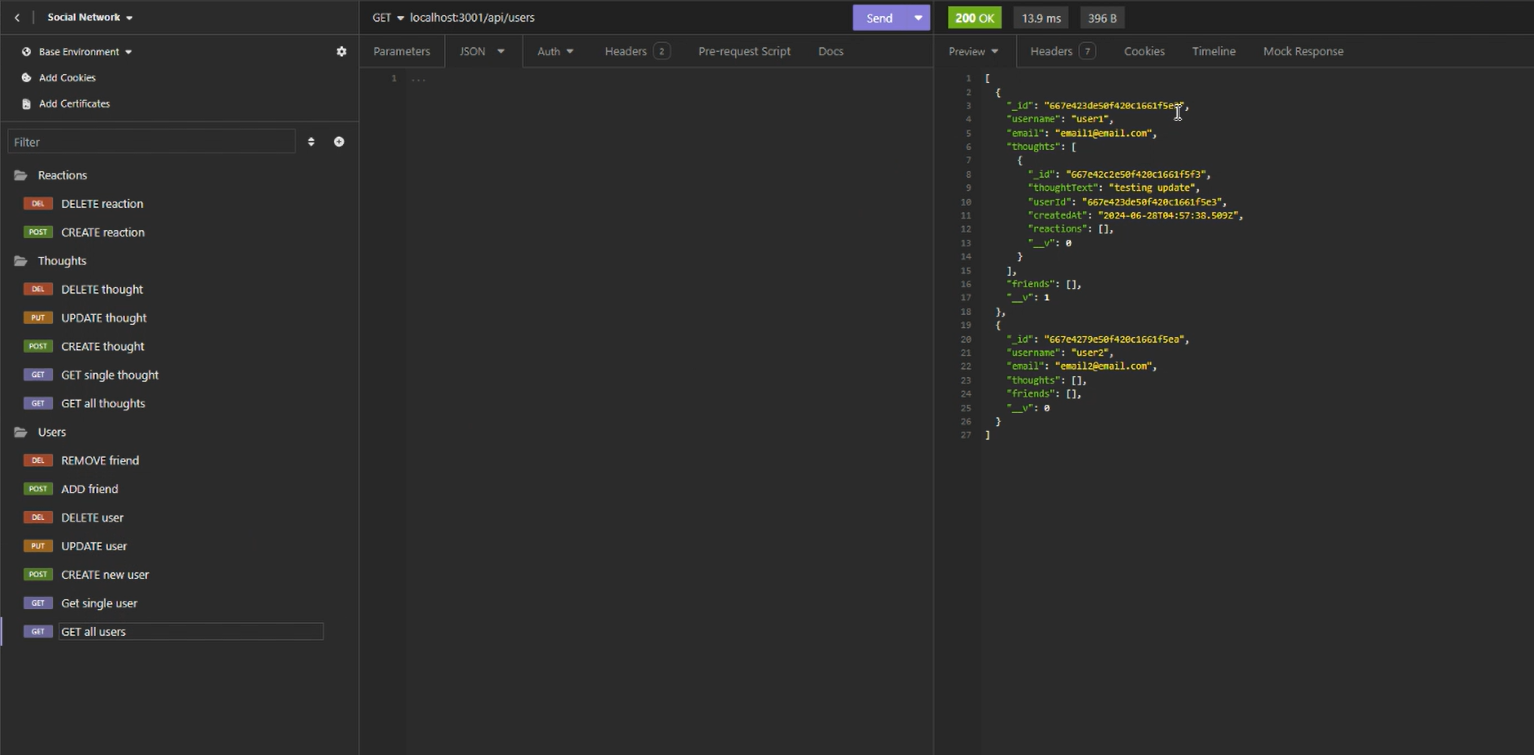 Social Network
Base Environment
Add Cookies
Add Certificates
Filter
Reactions
DEL DELETE reaction
POST CREATE reaction
Thoughts
DEL DELETE thought
PUT UPDATE thought
POST CREATE thought
GET GET single thought
GET GET all thoughts
Users
DEL REMOVE friend
POST ADD friend
DEL DELETE user
PUT UPDATE user
POST CREATE new user
GET Get single user
GET GET all users
GET localhost:3001/api/users Send
Parameters JSON Auth Headers 2 Pre-request Script Docs
1 ...
200 OK 13.9 ms 396 B
Preview Headers 7 Cookies Timeline Mock Response
1 [
2 {
3 "_id": "667e423de50f420c1661f5e3",
4 "username": "user1",
5 "email": "email1@email.com",
6 "thoughts": [
7 {
8 "_id": "667e42c2e50f420c1661f5f3",
9 "thoughtText": "testing update",
10 "userId": "667e423de50f420c1661f5e3",
11 "createdAt": "2024-06-28T04:57:38.509Z",
12 "reactions": [],
13 "__v": 0
14 }
15 ],
16 "friends": [],
17 "__v": 1
18 },
19 {
20 "_id": "667e4279e50f420c1661f5ea",
21 "username": "user2",
22 "email": "email2@email.com",
23 "thoughts": [],
24 "friends": [],
25 "__v": 0
26 }
27 ]